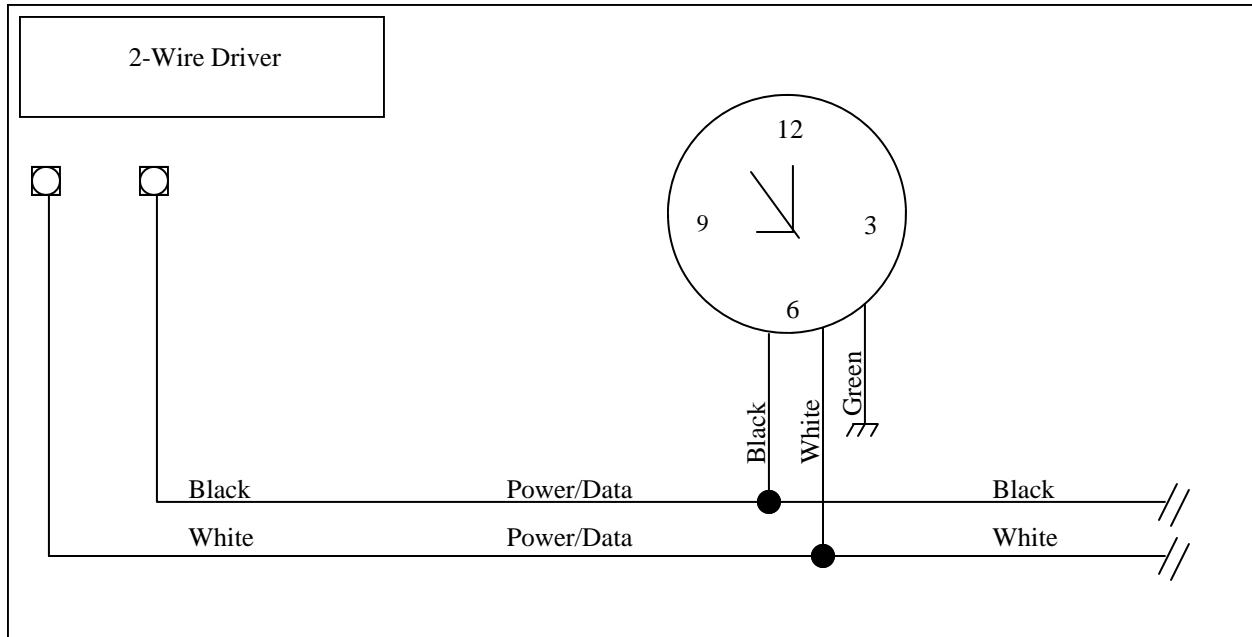 2-Wire Driver
12
9
3
6
Black
White
Green
Black Power/Data Black
White Power/Data White